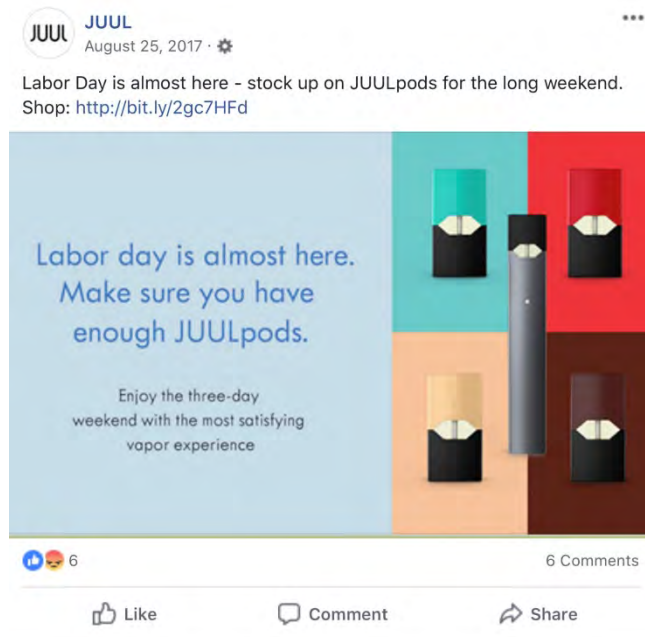 JUUL
JUUL
August 25, 2017 ·
Labor Day is almost here - stock up on JUULpods for the long weekend.
Shop: http://bit.ly/2gc7HFd
Labor day is almost here.
Make sure you have
enough JUULpods.
Enjoy the three-day
weekend with the most satisfying
vapor experience
6
6 Comments
Like
Comment
Share